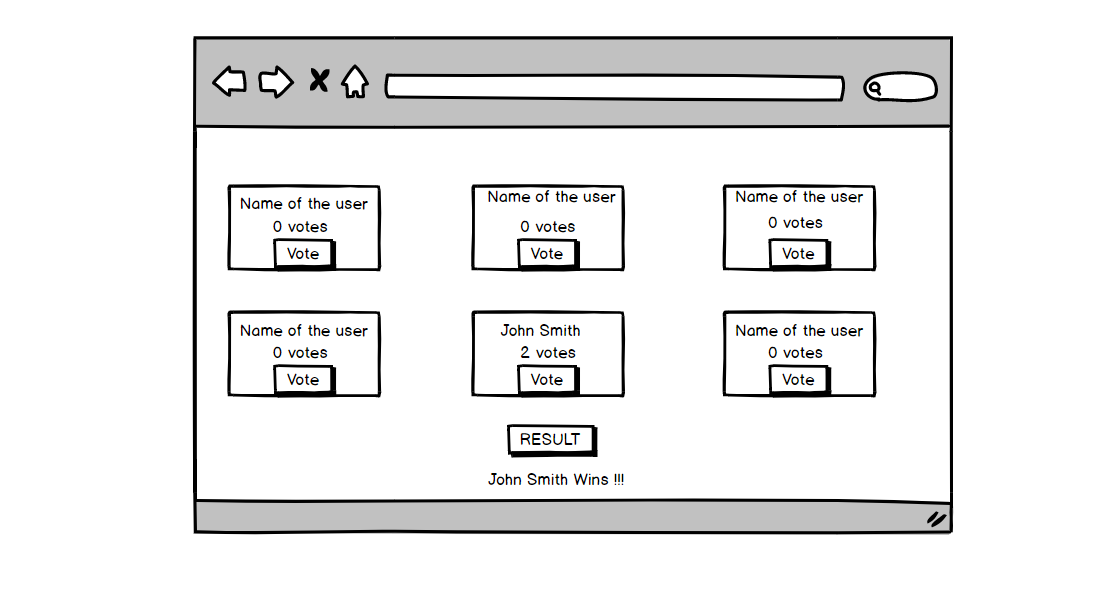 Name of the user
0 votes
Vote
Name of the user
0 votes
Vote
Name of the user
0 votes
Vote
Name of the user
0 votes
Vote
John Smith
2 votes
Vote
Name of the user
0 votes
Vote
RESULT
John Smith Wins !!!